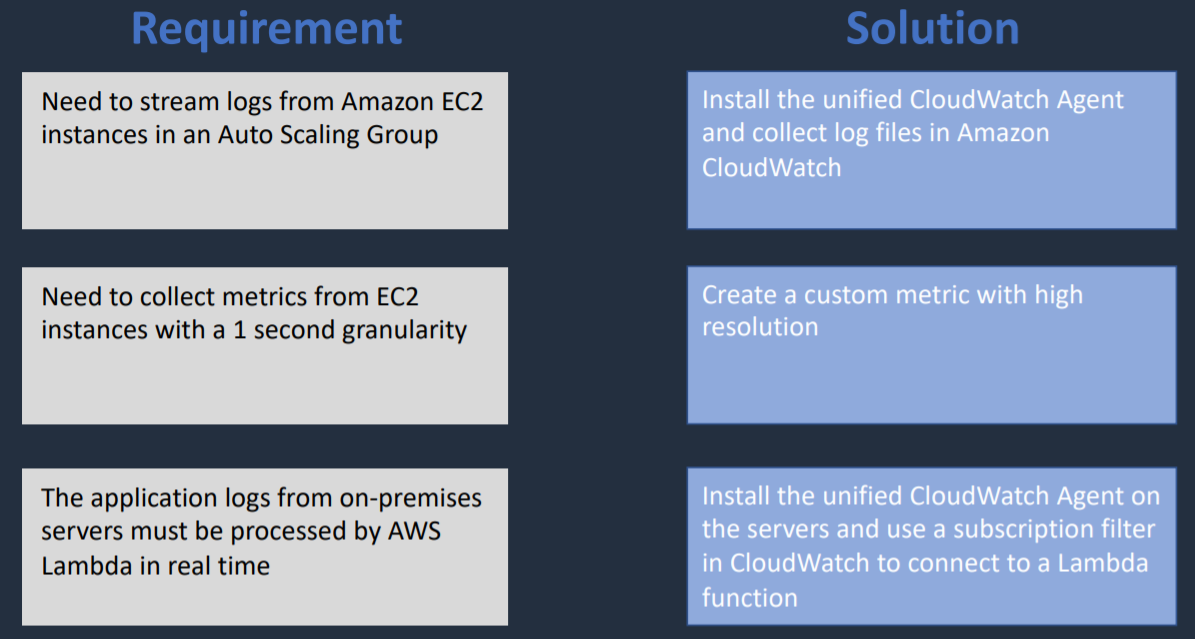 Requirement
Solution
Need to stream logs from Amazon EC2
instances in an Auto Scaling Group
Install the unified CloudWatch Agent
and collect log files in Amazon
CloudWatch
Need to collect metrics from EC2
instances with a 1 second granularity
Create a custom metric with high
resolution
The application logs from on-premises
servers must be processed by AWS
Lambda in real time
Install the unified CloudWatch Agent on
the servers and use a subscription filter
in CloudWatch to connect to a Lambda
function